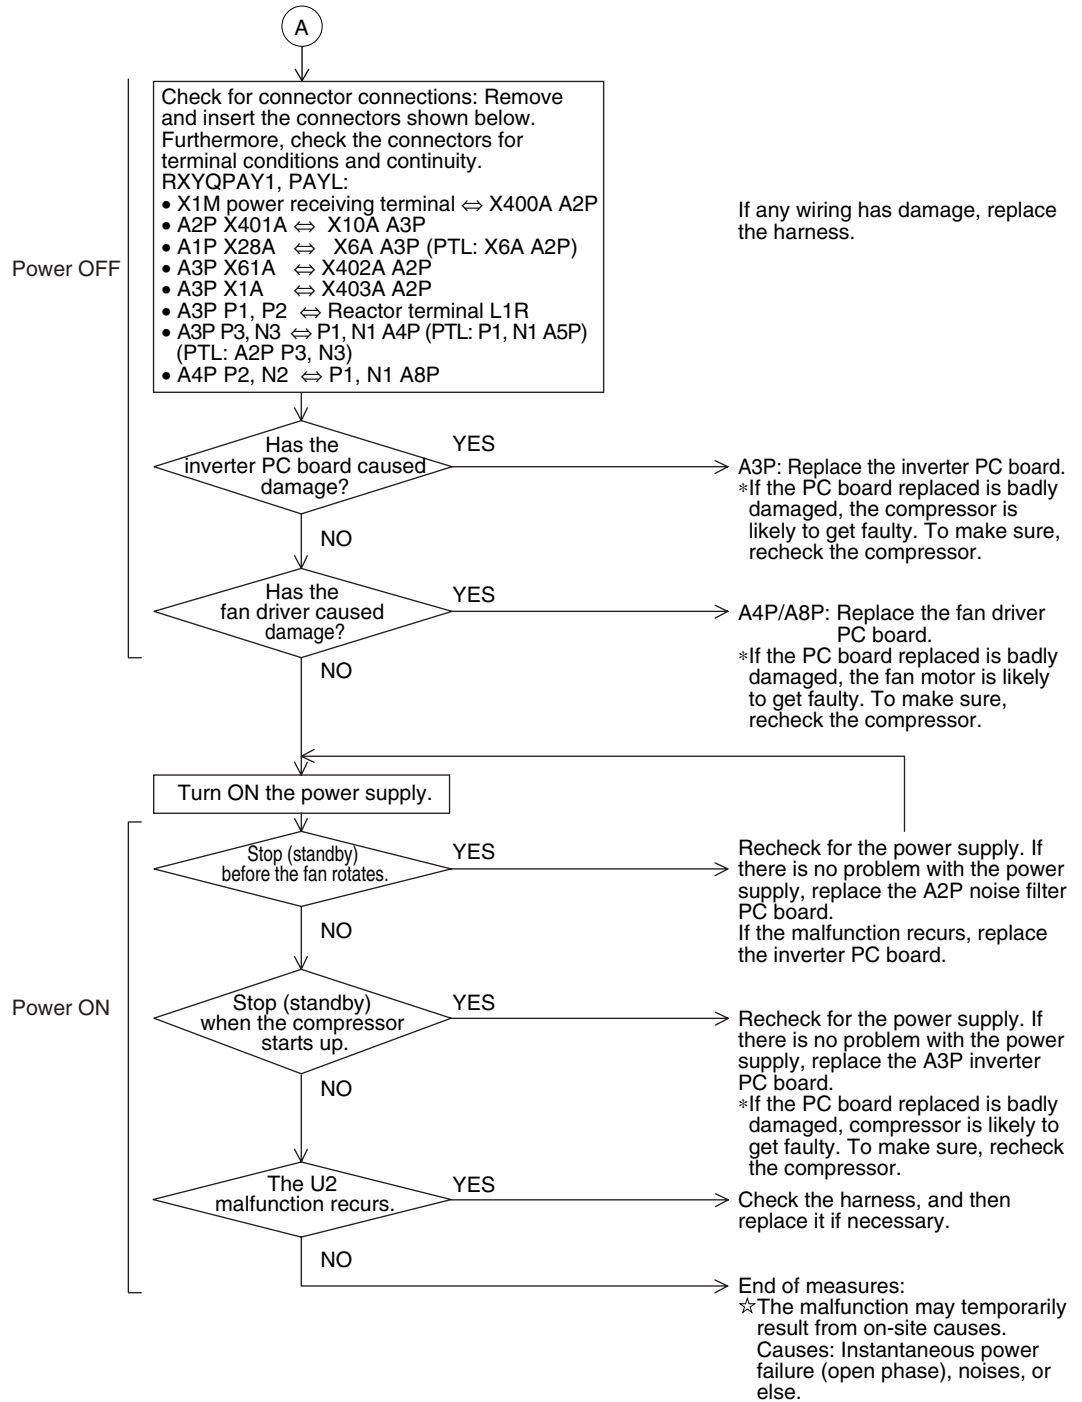 A
Check for connector connections: Remove
and insert the connectors shown below.
Furthermore, check the connectors for
terminal conditions and continuity.
RXYQPAY1, PAYL:
• X1M power receiving terminal ⇔ X400A A2P
• A2P X401A ⇔ X10A A3P
• A1P X28A ⇔ X6A A3P (PTL: X6A A2P)
• A3P X61A ⇔ X402A A2P
• A3P X1A ⇔ X403A A2P
• A3P P1, P2 ⇔ Reactor terminal L1R
• A3P P3, N3 ⇔ P1, N1 A4P (PTL: P1, N1 A5P)
(PTL: A2P P3, N3)
• A4P P2, N2 ⇔ P1, N1 A8P
If any wiring has damage, replace
the harness.
Power OFF
Has the
inverter PC board caused
damage?
YES
A3P: Replace the inverter PC board.
*If the PC board replaced is badly
damaged, the compressor is
likely to get faulty. To make sure,
recheck the compressor.
NO
Has the
fan driver caused
damage?
YES
A4P/A8P: Replace the fan driver
PC board.
*If the PC board replaced is badly
damaged, the fan motor is likely
to get faulty. To make sure,
recheck the compressor.
NO
Turn ON the power supply.
Stop (standby)
before the fan rotates.
YES
Recheck for the power supply. If
there is no problem with the power
supply, replace the A2P noise filter
PC board.
If the malfunction recurs, replace
the inverter PC board.
NO
Power ON
Stop (standby)
when the compressor
starts up.
YES
Recheck for the power supply. If
there is no problem with the power
supply, replace the A3P inverter
PC board.
*If the PC board replaced is badly
damaged, compressor is likely to
get faulty. To make sure, recheck
the compressor.
NO
The U2
malfunction recurs.
YES
Check the harness, and then
replace it if necessary.
NO
End of measures:
☆The malfunction may temporarily
result from on-site causes.
Causes: Instantaneous power
failure (open phase), noises, or
else.